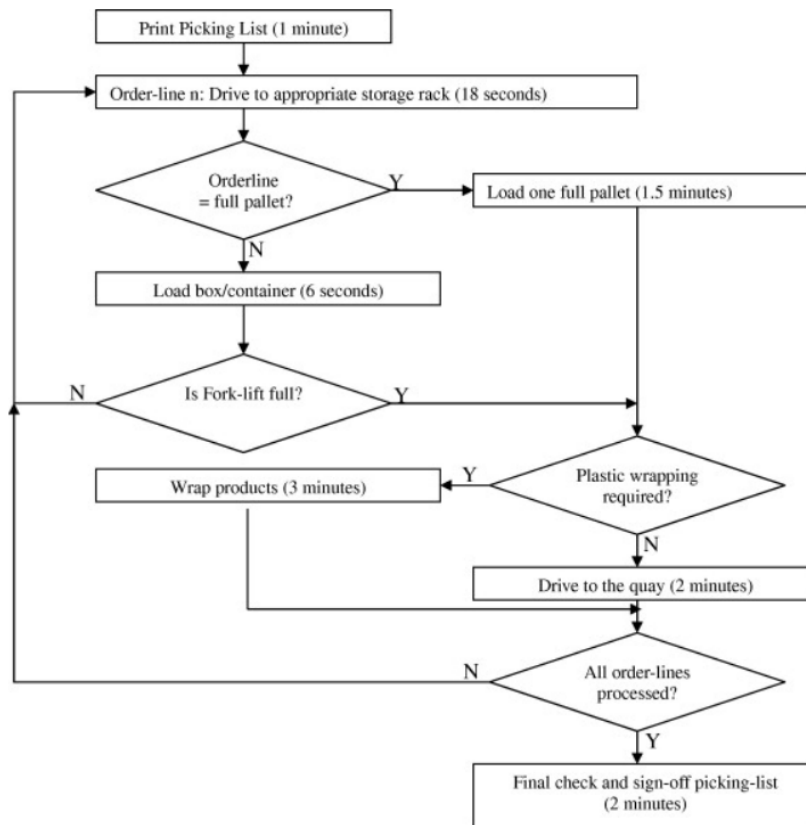 Print Picking List (1 minute)
Order-line n: Drive to appropriate storage rack (18 seconds)
Orderline
= full pallet?
Y
Load one full pallet (1.5 minutes)
N
Load box/container (6 seconds)
N
Is Fork-lift full?
Y
Wrap products (3 minutes)
Y
Plastic wrapping
required?
N
Drive to the quay (2 minutes)
N
All order-lines
processed?
Y
Final check and sign-off picking-list
(2 minutes)